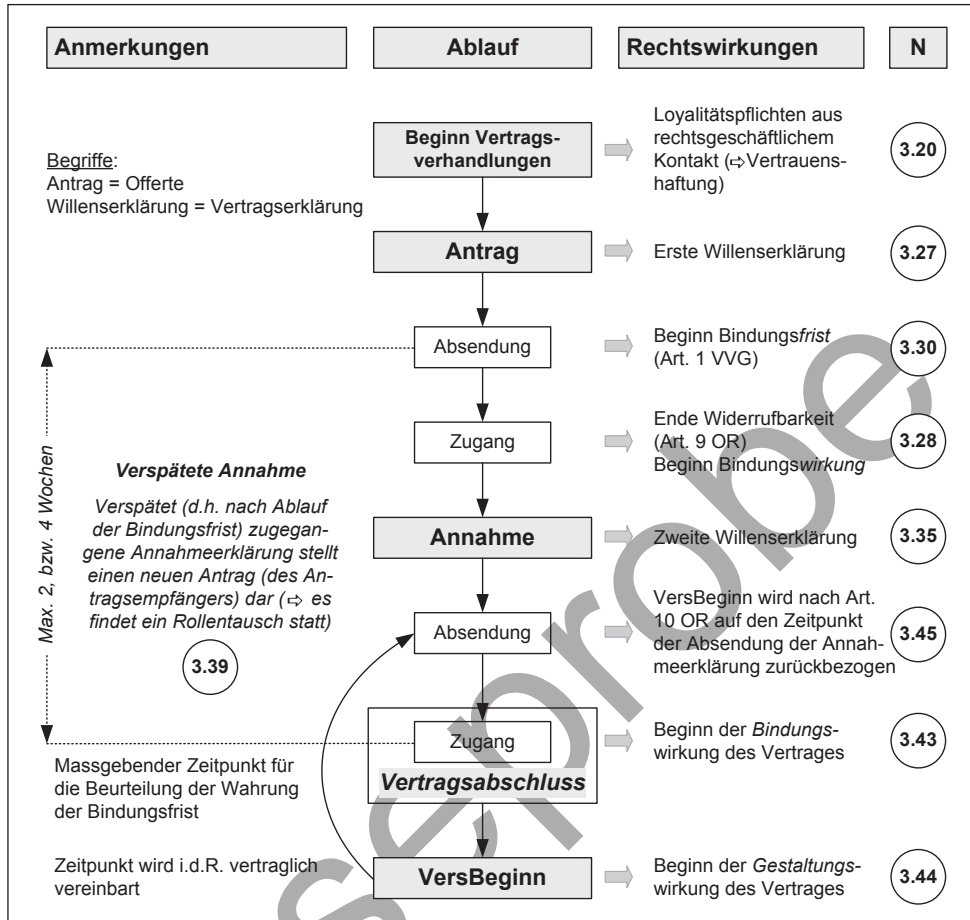 Anmerkungen
Ablauf
Rechtswirkungen
N
Begriffe:
Antrag = Offerte
Willenserklärung = Vertragserklärung
Beginn Vertrags-
verhandlungen
Loyalitätspflichten aus
rechtsgeschäftlichem
Kontakt (⇨Vertrauens-
haftung)
3.20
Antrag
Erste Willenserklärung
3.27
Absendung
Beginn Bindungsfrist
(Art. 1 VVG)
3.30
Zugang
Ende Widerrufbarkeit
(Art. 9 OR)
Beginn Bindungswirkung
3.28
Max. 2, bzw. 4 Wochen
Verspätete Annahme
Verspätet (d.h. nach Ablauf
der Bindungsfrist) zugegan-
gene Annahmeerklärung stellt
einen neuen Antrag (des An-
tragsempfängers) dar (⇨ es
findet ein Rollentausch statt)
3.39
Annahme
Zweite Willenserklärung
3.35
Absendung
VersBeginn wird nach Art.
10 OR auf den Zeitpunkt
der Absendung der Annah-
meerklärung zurückbezogen
3.45
Zugang
Vertragsabschluss
Beginn der Bindungs-
wirkung des Vertrages
3.43
Massgebender Zeitpunkt für
die Beurteilung der Wahrung
der Bindungsfrist
Zeitpunkt wird i.d.R. vertraglich
vereinbart
VersBeginn
Beginn der Gestaltungs-
wirkung des Vertrages
3.44
seprobe